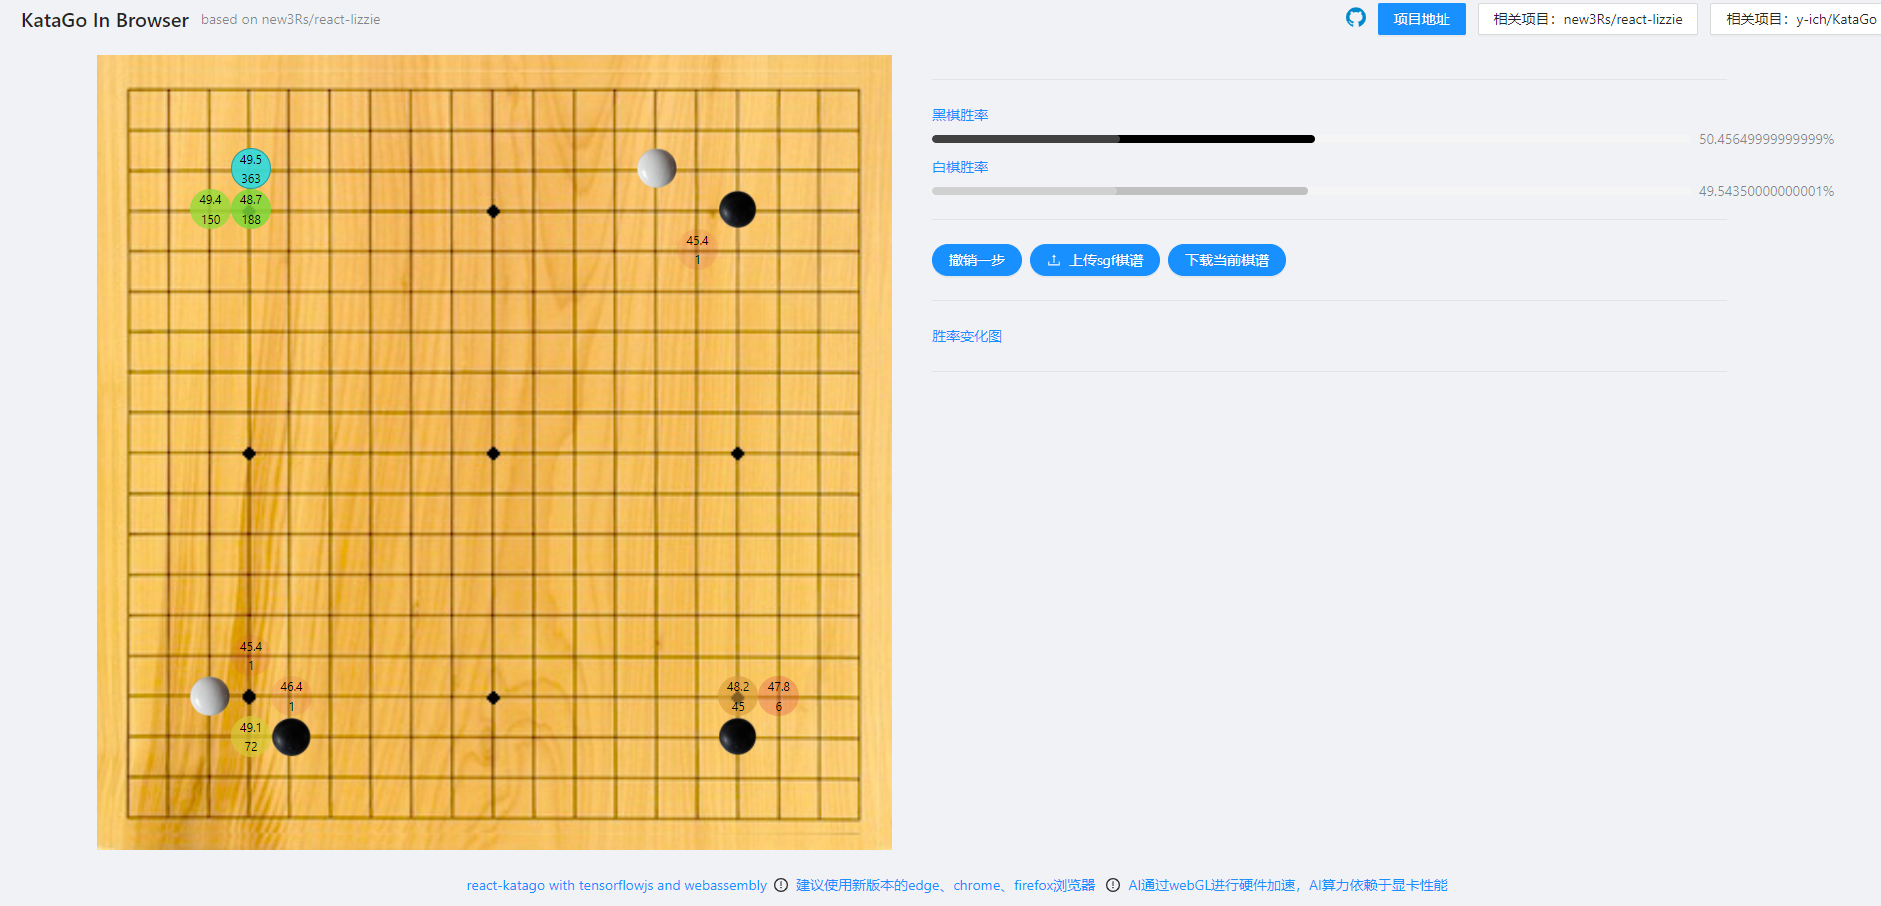 KataGo In Browser based on new3Rs/react-lizzie
项目地址
相关项目：new3Rs/react-lizzie
相关项目：y-ich/KataGo
黑棋胜率
50.45649999999999%
白棋胜率
49.543500000000001%
撤销一步
上传sgf棋谱
下载当前棋谱
胜率变化图
49.5
363
49.4
150
48.7
188
45.4
1
45.4
1
46.4
1
49.1
72
48.2
45
47.8
6
react-katago with tensorflowjs and webassembly
建议使用新版本的edge、chrome、firefox浏览器
AI通过webGL进行硬件加速，AI算力依赖于显卡性能